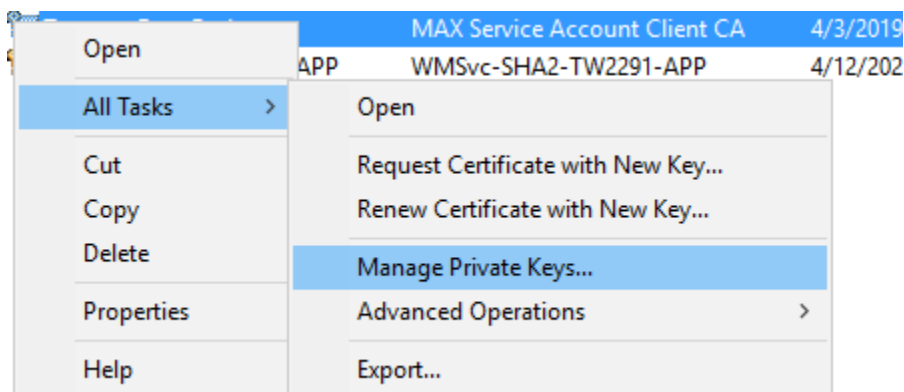 MAX Service Account Client CA 4/3/2019
Open
APP WMSvc-SHA2-TW2291-APP 4/12/202
All Tasks > Open
Cut Request Certificate with New Key...
Copy Renew Certificate with New Key...
Delete Manage Private Keys...
Properties Advanced Operations >
Help Export...